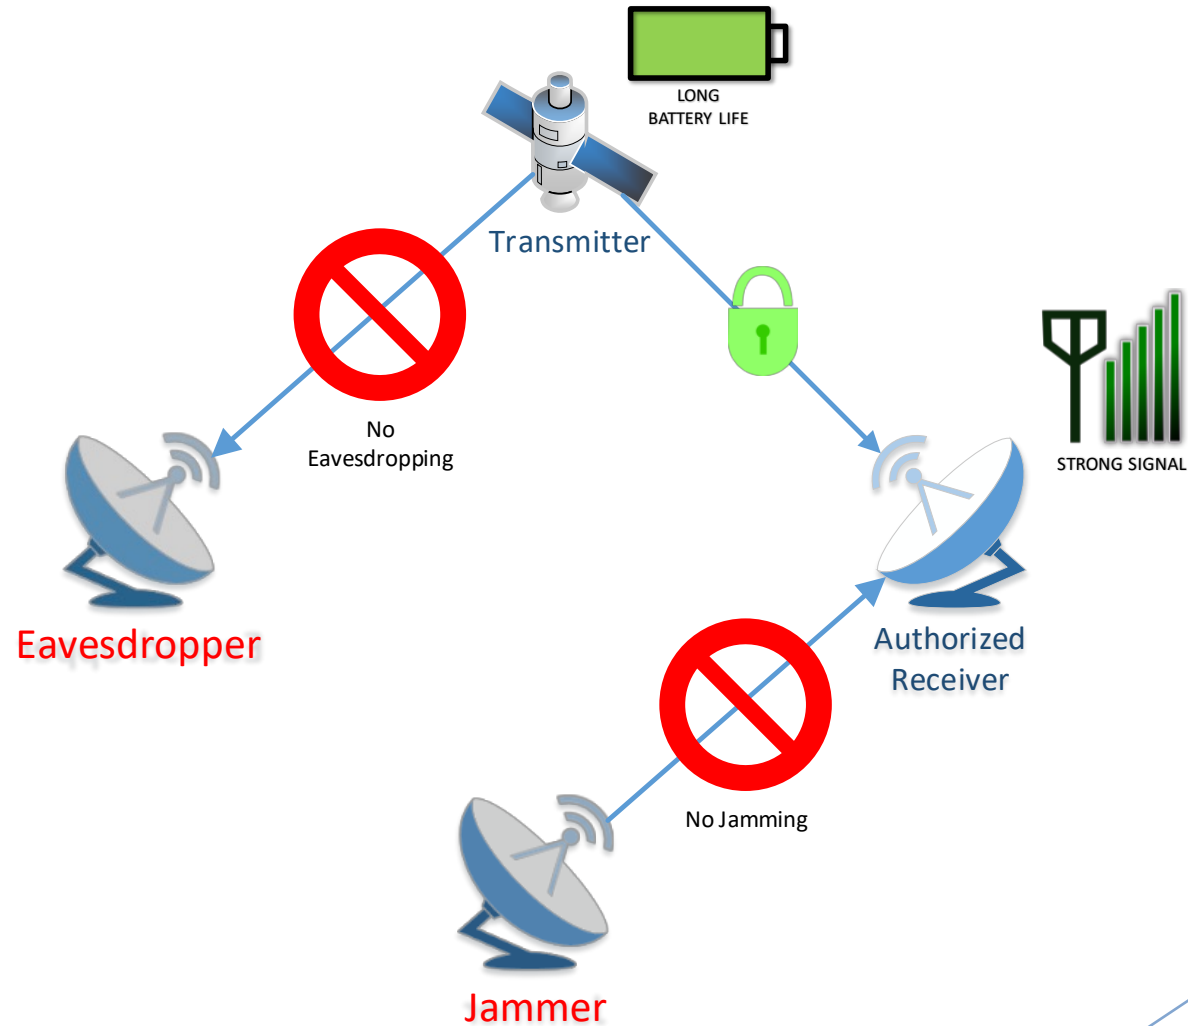 LONG
BATTERY LIFE
Transmitter
No
Eavesdropping
STRONG SIGNAL
Eavesdropper
Authorized
Receiver
No Jamming
Jammer